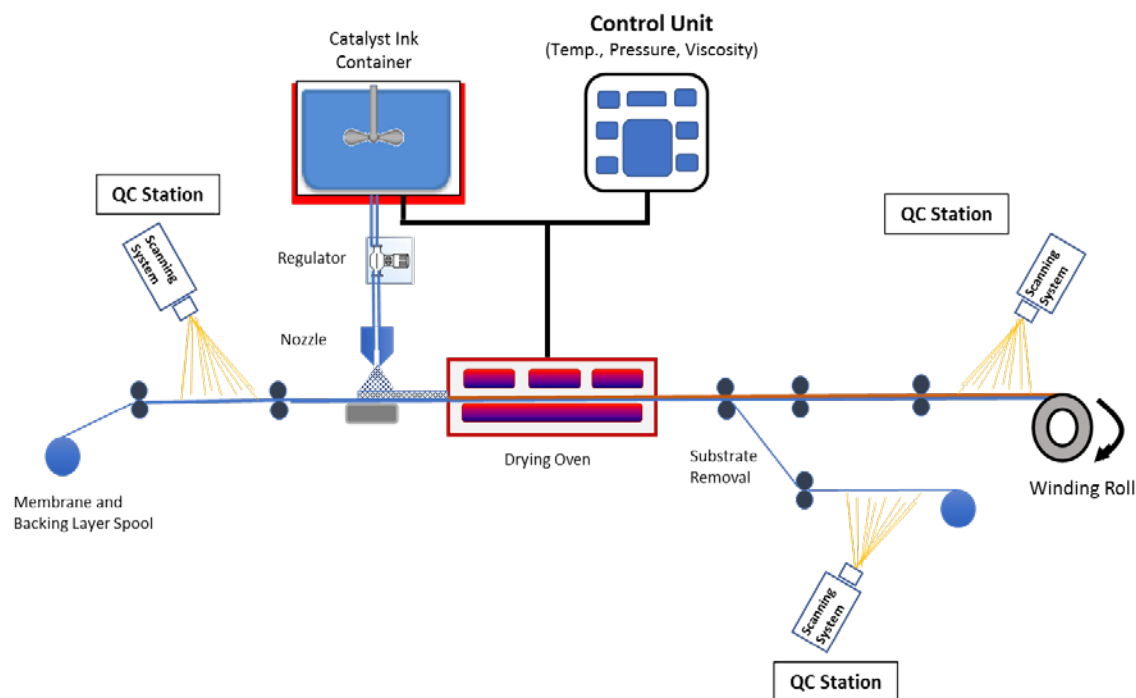 Control Unit
(Temp., Pressure, Viscosity)
Catalyst Ink
Container
QC Station
Scanning
System
Regulator
Nozzle
QC Station
Scanning
System
Drying Oven
Substrate
Removal
Membrane and
Backing Layer Spool
Winding Roll
Scanning
System
QC Station